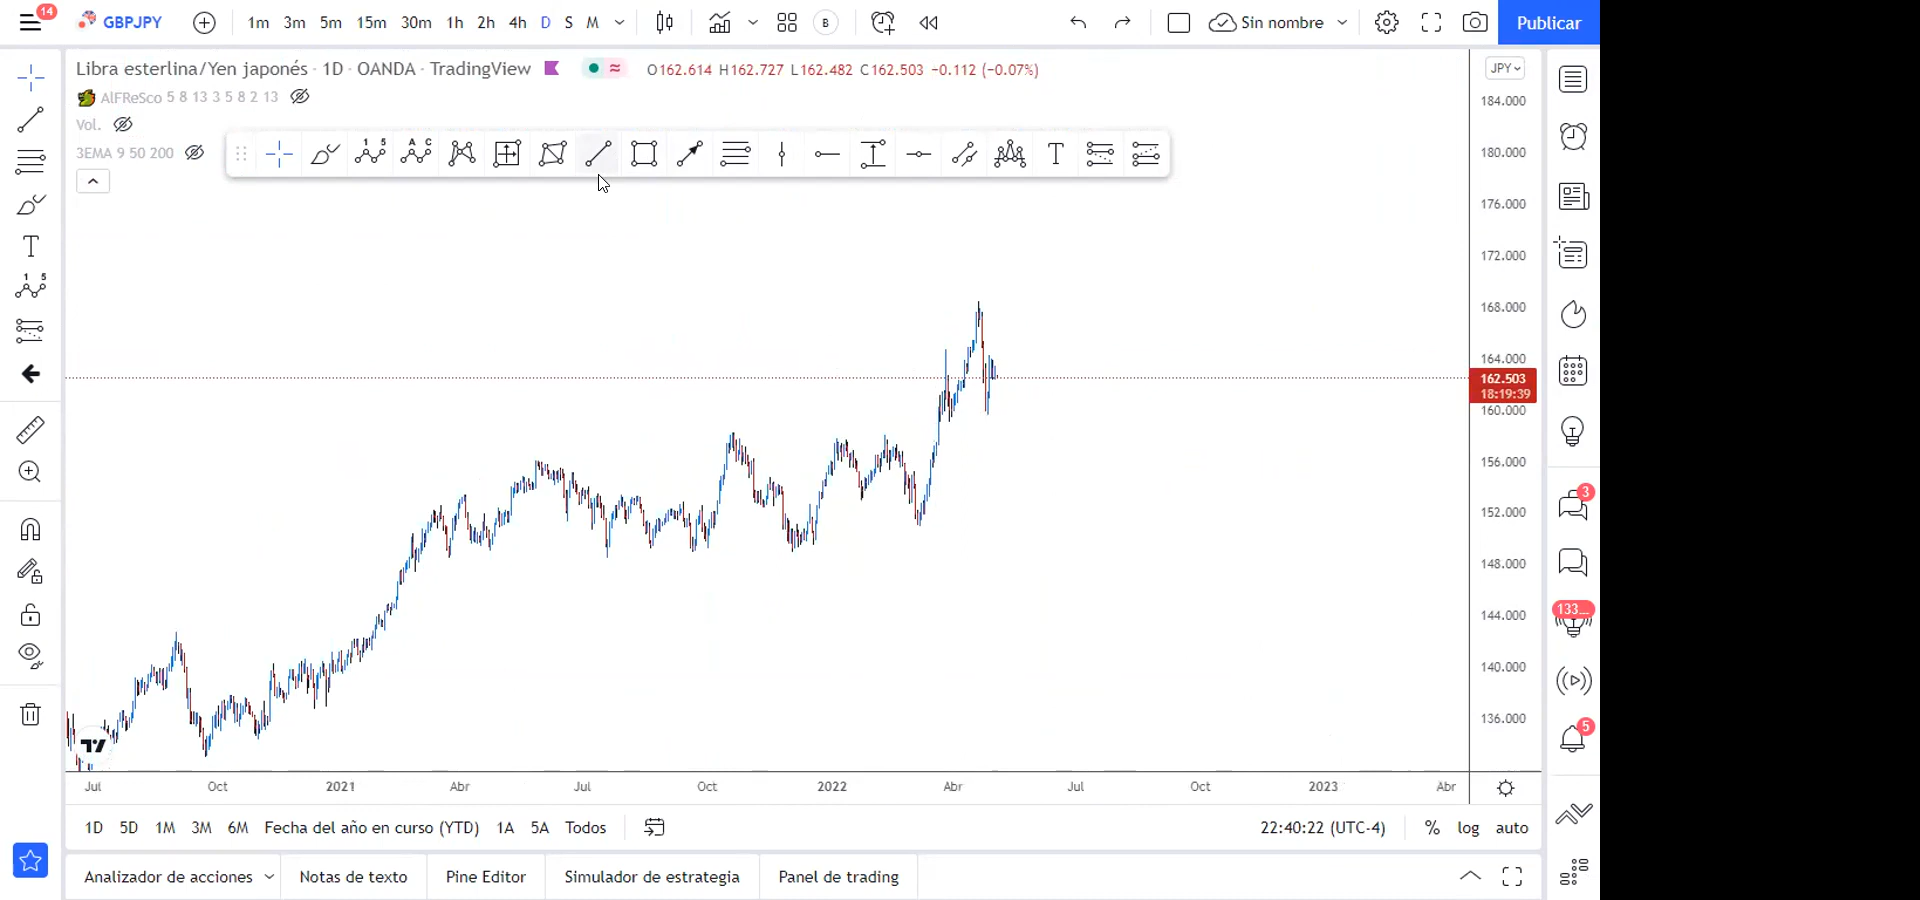 14
GBPJPY
1m 3m 5m 15m 30m 1h 2h 4h D S M
B
Sin nombre
Publicar
Libra esterlina/Yen japonés · 1D · OANDA · TradingView
O162.614 H162.727 L162.482 C162.503 −0.112 (−0.07%)
JPY
AlFReSco 5 8 13 3 5 8 2 13
Vol.
3EMA 9 50 200
1 5
A C
T
T
1 5
184.000
180.000
176.000
172.000
168.000
164.000
162.503
18:19:39
160.000
156.000
152.000
148.000
144.000
140.000
136.000
3
133...
5
Jul Oct 2021 Abr Jul Oct 2022 Abr Jul Oct 2023 Abr
1D 5D 1M 3M 6M Fecha del año en curso (YTD) 1A 5A Todos
22:40:22 (UTC-4) % log auto
Analizador de acciones Notas de texto Pine Editor Simulador de estrategia Panel de trading